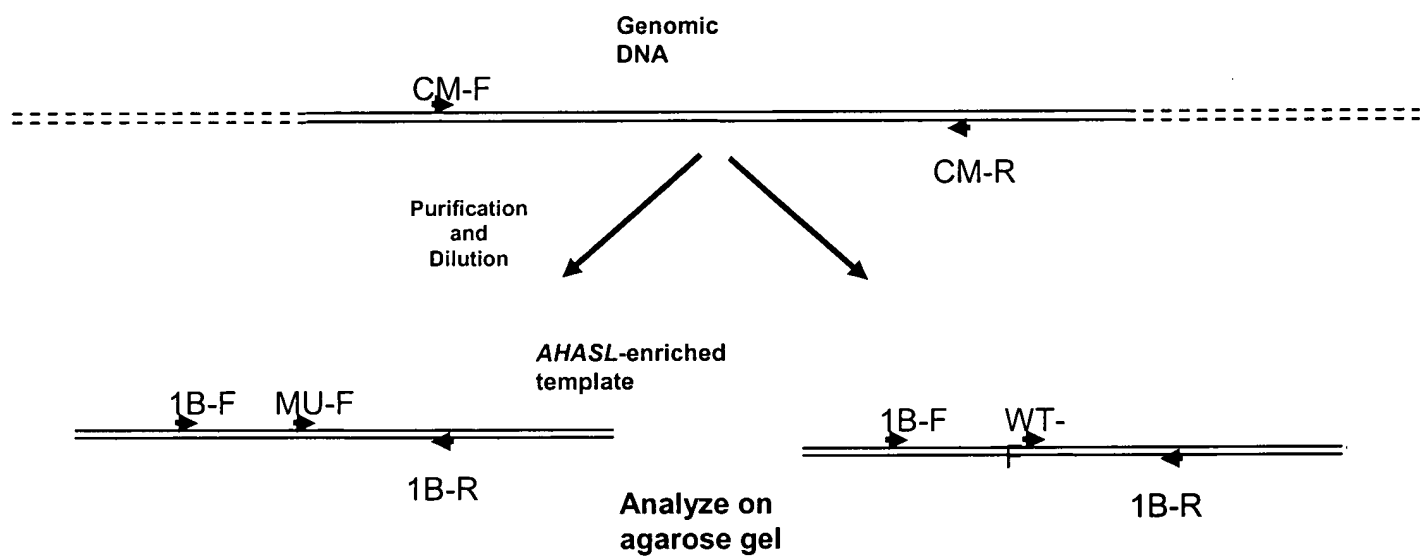 Genomic
DNA
CM-F
CM-R
Purification
and
Dilution
AHASL-enriched
template
1B-F
MU-F
1B-R
1B-F
WT-
1B-R
Analyze on
agarose gel